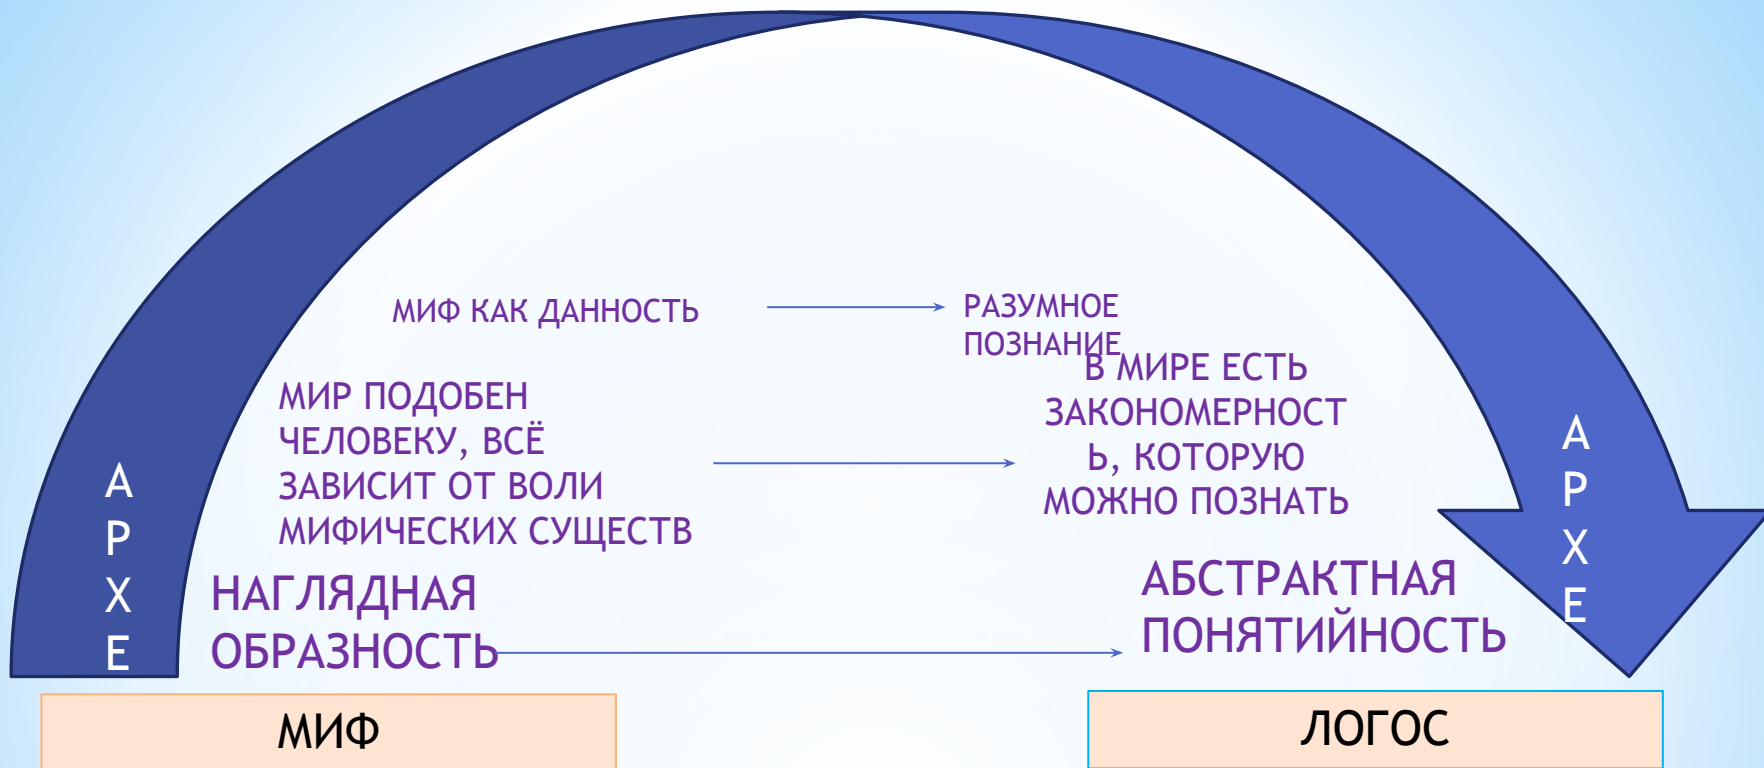 МИФ КАК ДАННОСТЬ
РАЗУМНОЕ
ПОЗНАНИЕ
МИР ПОДОБЕН
ЧЕЛОВЕКУ, ВСЁ
ЗАВИСИТ ОТ ВОЛИ
МИФИЧЕСКИХ СУЩЕСТВ
В МИРЕ ЕСТЬ
ЗАКОНОМЕРНОСТ
Ь, КОТОРУЮ
МОЖНО ПОЗНАТЬ
А
Р
Х
Е
НАГЛЯДНАЯ
ОБРАЗНОСТЬ
АБСТРАКТНАЯ
ПОНЯТИЙНОСТЬ
А
Р
Х
Е
МИФ
ЛОГОС